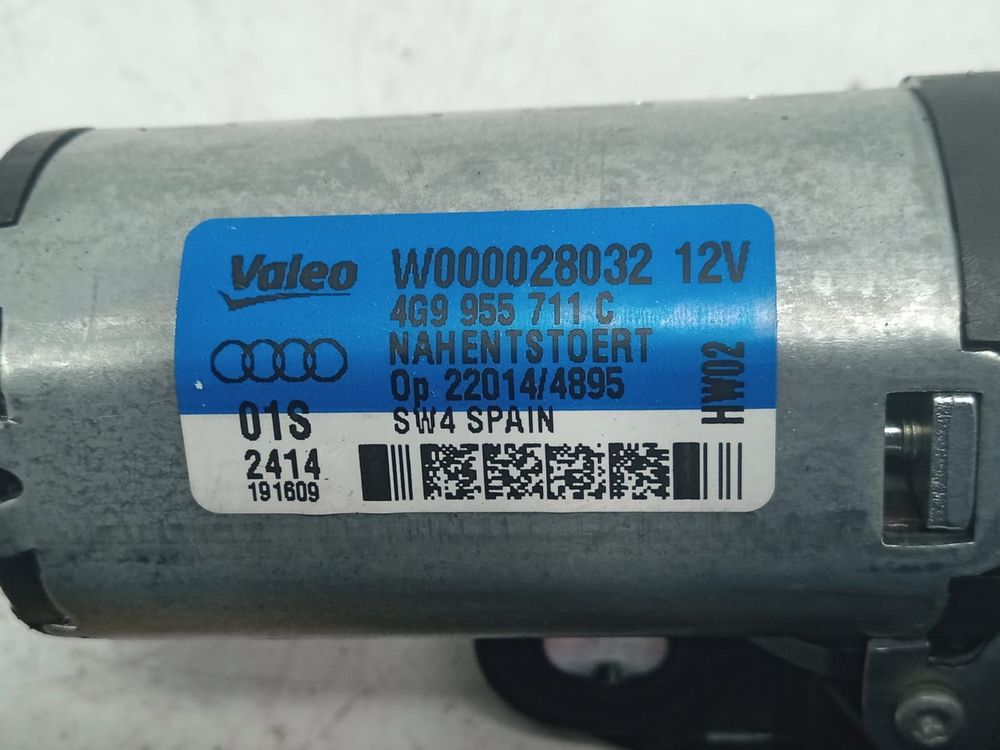 Valeo W000028032 12V
4G9 955 711 C
NAHENTSTOERT
Op 22014/4895
01S SW4 SPAIN
HW02
2414
191609